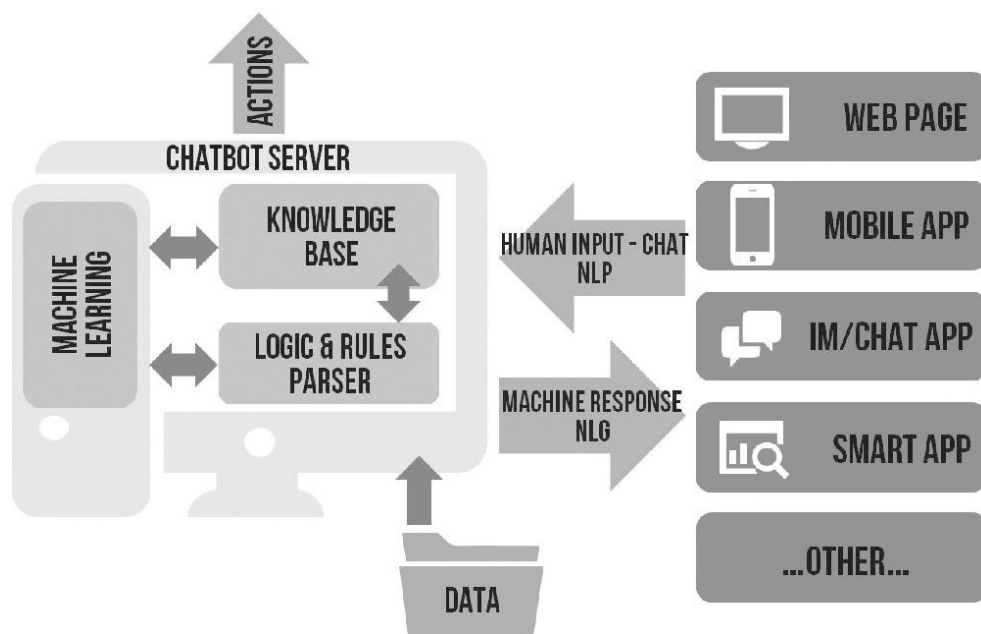 ACTIONS
CHATBOT SERVER
MACHINE
LEARNING
KNOWLEDGE
BASE
LOGIC & RULES
PARSER
HUMAN INPUT - CHAT
NLP
MACHINE RESPONSE
NLG
DATA
WEB PAGE
MOBILE APP
IM/CHAT APP
SMART APP
...OTHER...